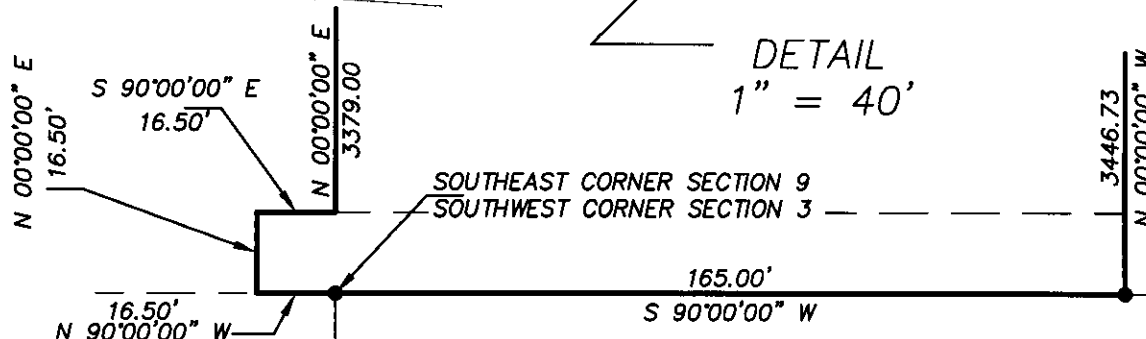 DETAIL
1" = 40'
N 00°00'00" E
16.50'
S 90°00'00" E
16.50'
N 00°00'00" E
3379.00
SOUTHEAST CORNER SECTION 9
SOUTHWEST CORNER SECTION 3
3446.73
N 00°00'00" W
165.00'
S 90°00'00" W
16.50'
N 90°00'00" W